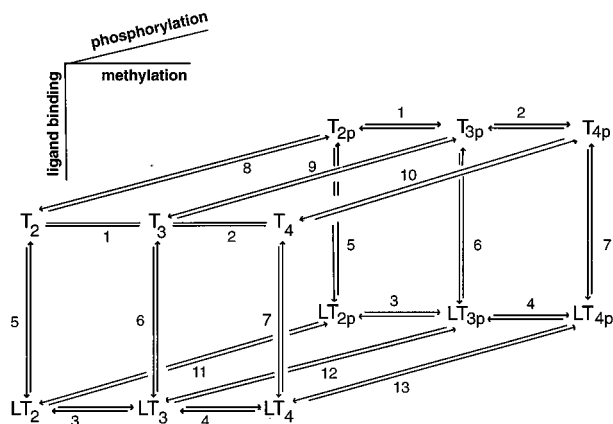 phosphorylation
methylation
ligand binding
T2p 1 T3p 2 T4p
8 9 10
T2 1 T3 2 T4
5 6 7
5 6 7
LT2p 3 LT3p 4 LT4p
11 12 13
LT2 3 LT3 4 LT4